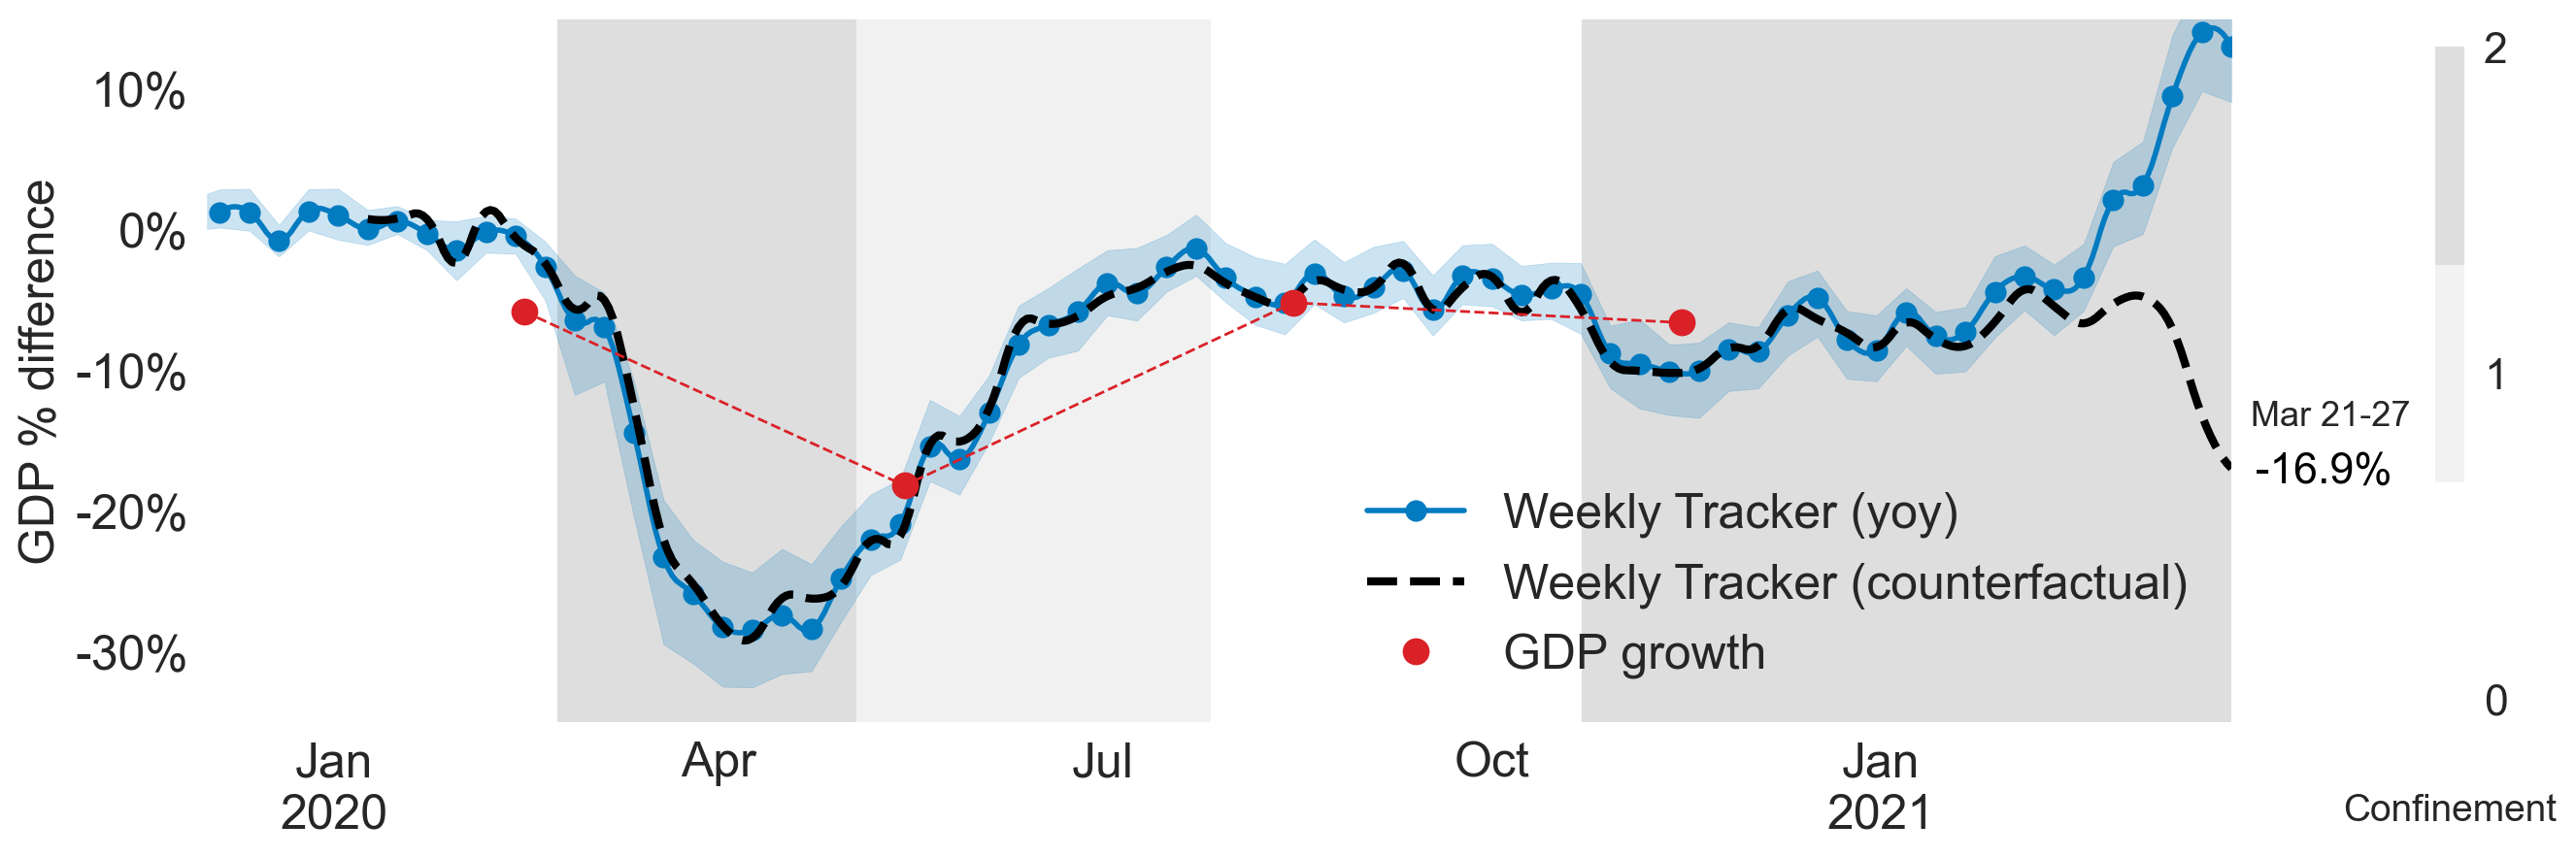 GDP % difference
10%
0%
-10%
-20%
-30%
Jan
2020
Apr
Jul
Oct
Jan
2021
Weekly Tracker (yoy)
Weekly Tracker (counterfactual)
GDP growth
Mar 21-27
-16.9%
2
1
0
Confinement